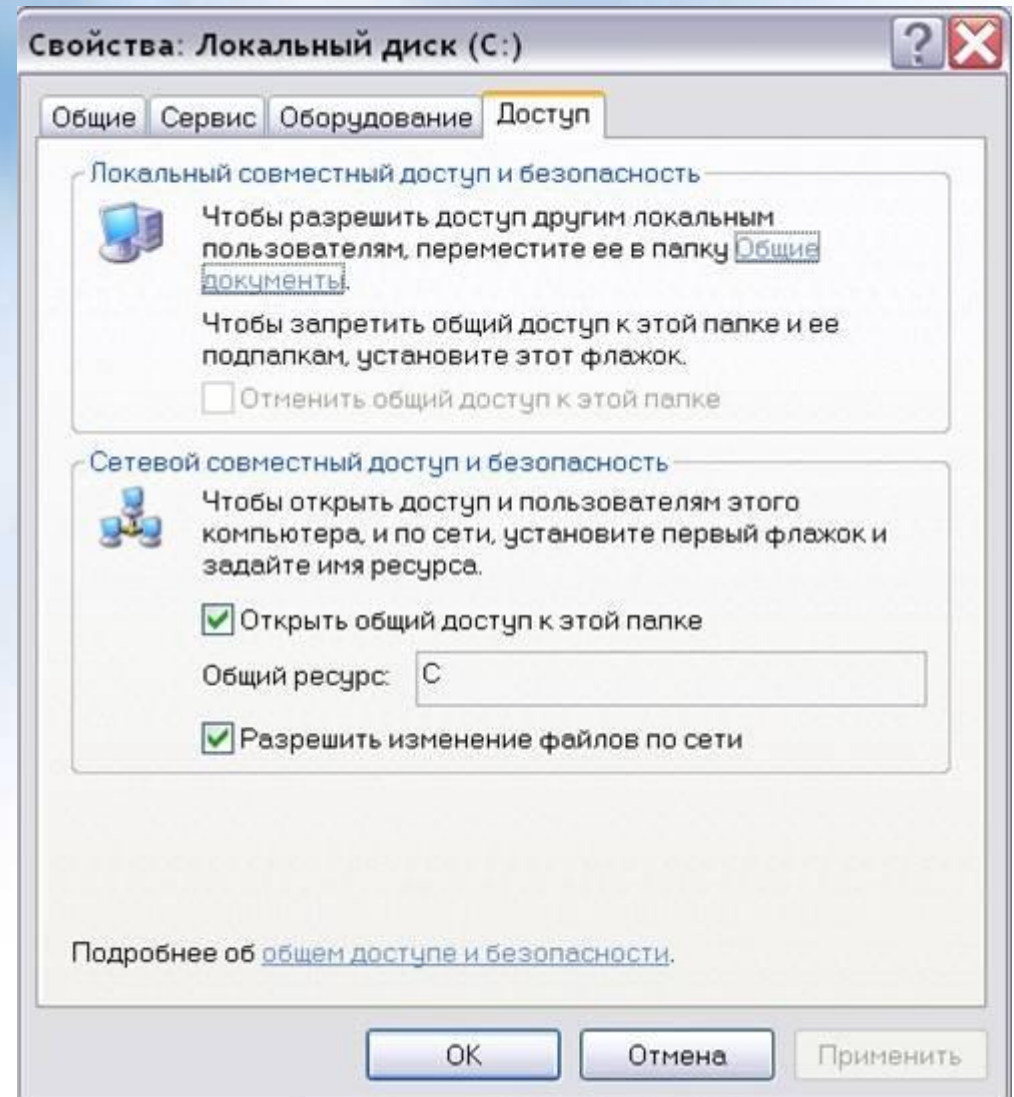 Свойства: Локальный диск (C:)
Общие Сервис Оборудование Доступ
Локальный совместный доступ и безопасность
Чтобы разрешить доступ другим локальным
пользователям, переместите ее в папку Общие
документы.
Чтобы запретить общий доступ к этой папке и ее
подпапкам, установите этот флажок.
Отменить общий доступ к этой папке
Сетевой совместный доступ и безопасность
Чтобы открыть доступ и пользователям этого
компьютера, и по сети, установите первый флажок и
задайте имя ресурса.
Открыть общий доступ к этой папке
Общий ресурс: C
Разрешить изменение файлов по сети
Подробнее об общем доступе и безопасности.
OK Отмена Применить